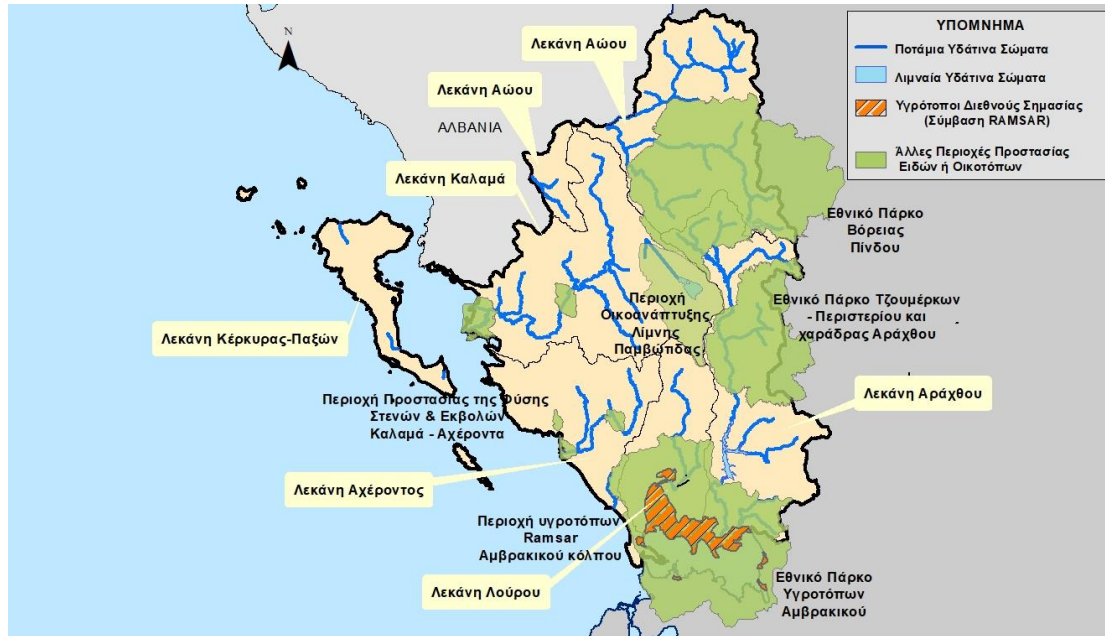 N
Λεκάνη Αώου
Λεκάνη Αώου
ΑΛΒΑΝΙΑ
Λεκάνη Καλαμά
ΥΠΟΜΝΗΜΑ
Ποτάμια Υδάτινα Σώματα
Λιμναία Υδάτινα Σώματα
Υγρότοποι Διεθνούς Σημασίας
(Σύμβαση RAMSAR)
Άλλες Περιοχές Προστασίας
Ειδών ή Οικοτόπων
Εθνικό Πάρκο
Βόρειας
Πίνδου
Περιοχή
Οικοανάπτυξης
Λίμνης
Παμβώτιδας
Εθνικό Πάρκο Τζουμέρκων
- Περιστερίου και
χαράδρας Αράχθου
Λεκάνη Κέρκυρας-Παξών
Λεκάνη Αράχθου
Περιοχή Προστασίας της Φύσης
Στενών & Εκβολών
Καλαμά - Αχέροντα
Λεκάνη Αχέροντος
Περιοχή υγροτόπων
Ramsar
Αμβρακικού κόλπου
Λεκάνη Λούρου
Εθνικό Πάρκο
Υγροτόπων
Αμβρακικού